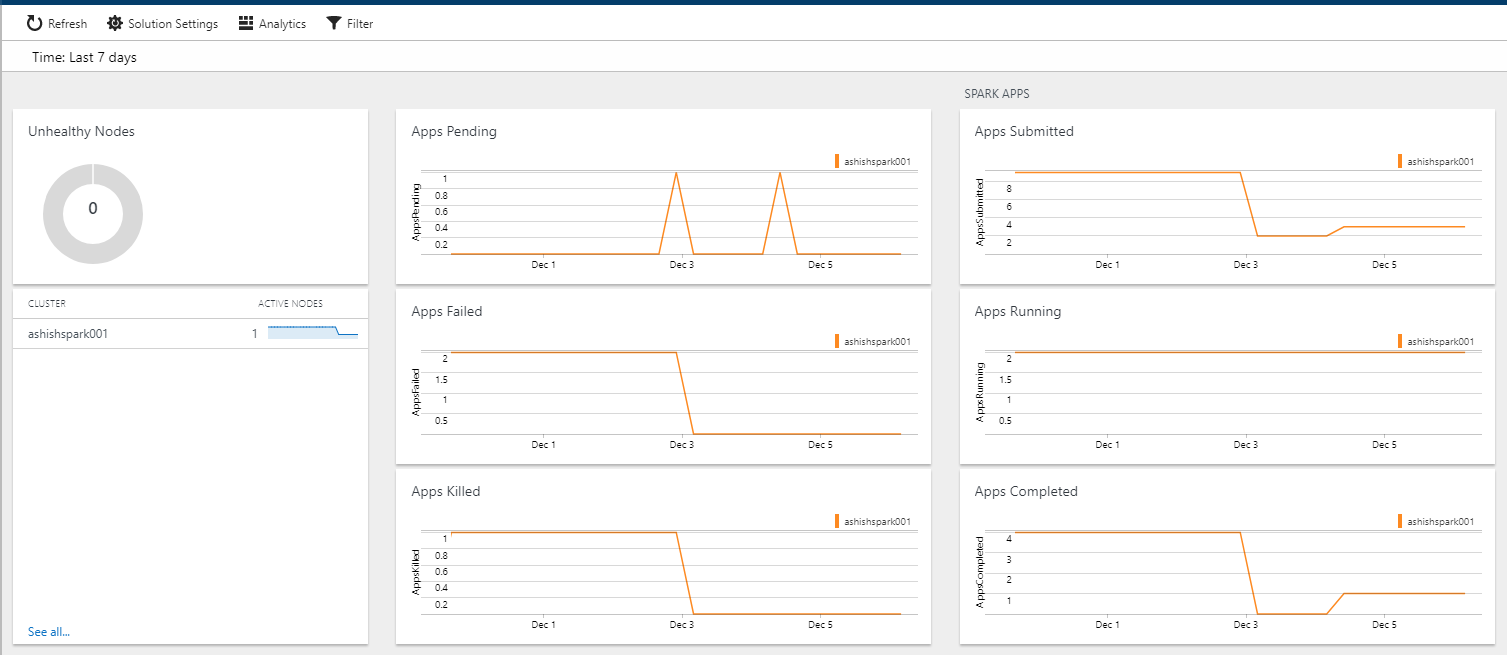 Refresh Solution Settings Analytics Filter
Time: Last 7 days
SPARK APPS
Unhealthy Nodes
0
CLUSTER ACTIVE NODES
ashishspark001 1
See all...
Apps Pending
ashishspark001
AppsPending
1
0.8
0.6
0.4
0.2
Dec 1 Dec 3 Dec 5
Apps Failed
ashishspark001
AppsFailed
2
1.5
1
0.5
Dec 1 Dec 3 Dec 5
Apps Killed
ashishspark001
AppsKilled
1
0.8
0.6
0.4
0.2
Dec 1 Dec 3 Dec 5
Apps Submitted
ashishspark001
AppsSubmitted
8
6
4
2
Dec 1 Dec 3 Dec 5
Apps Running
ashishspark001
AppsRunning
2
1.5
1
0.5
Dec 1 Dec 3 Dec 5
Apps Completed
ashishspark001
AppsCompleted
4
3
2
1
Dec 1 Dec 3 Dec 5